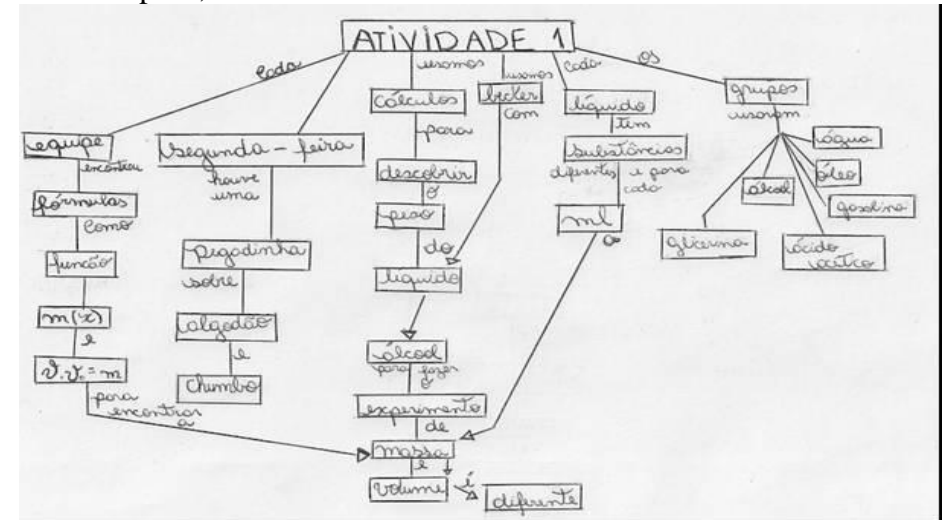 ATIVIDADE 1
Cada
usamos
usamos
Cada
os
equipe
encontrou
fórmulas
como
função
m(x)
e
para
encontrar
a
segunda-feira
houve
uma
pegadinha
sobre
algodão
e
chumbo
cálculos
para
descobrir
o
peso
do
líquido
álcool
para fazer
o
experimento
de
massa
e
volume
é
diferente
becker
com
líquido
tem
substâncias
diferentes e para
cada
ml
a
grupos
usaram
água
óleo
álcool
gasolina
glicerina
ácido